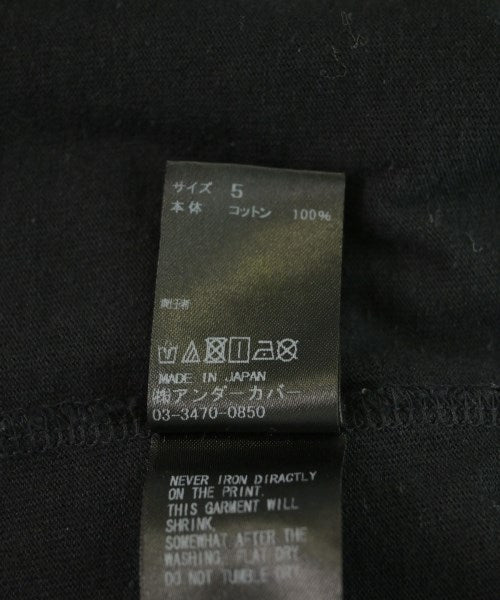 サイズ 5
本体 コットン 100%
MADE IN JAPAN
㈱アンダーカバー
03-3470-0850
NEVER IRON DIRACTLY
ON THE PRINT.
THIS GARMENT WILL
SHRINK.
SOMEWHAT AFTER THE
WASHING, FLAT DRY.
DO NOT TUMBLE DRY.